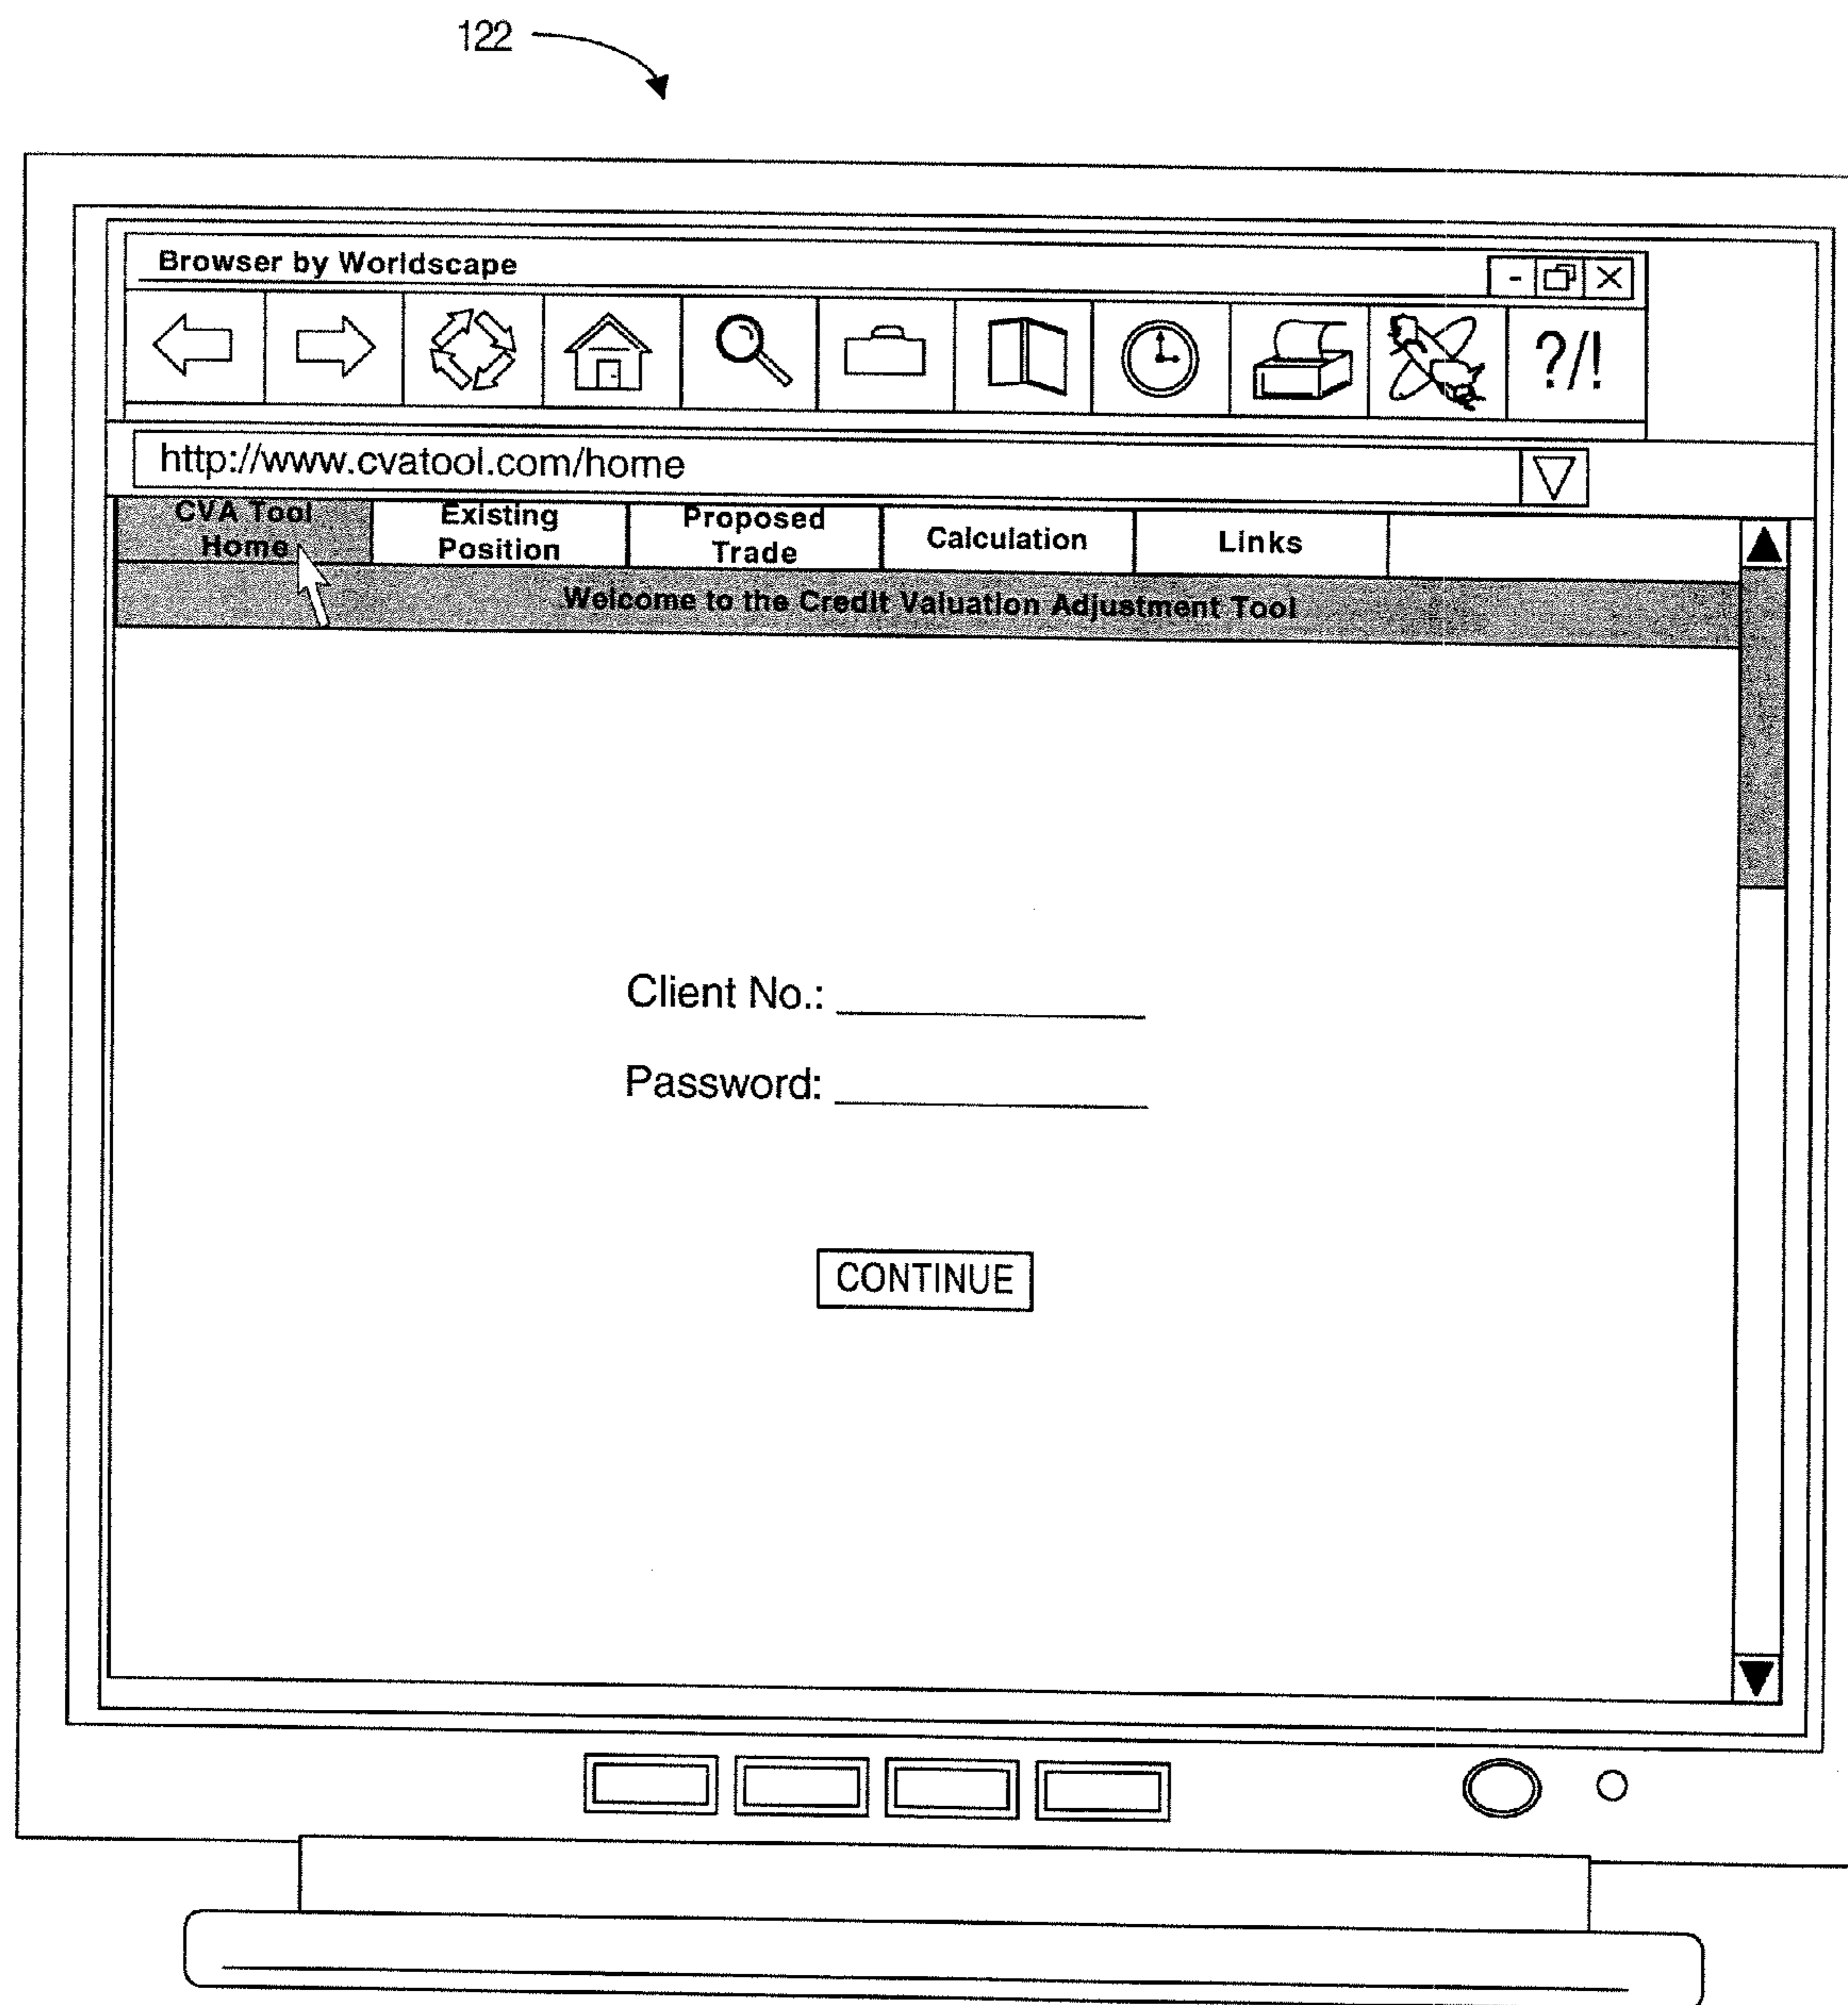 122
Browser by Worldscape
?/!
http://www.cvatool.com/home
CVA Tool
Home
Existing
Position
Proposed
Trade
Calculation
Links
Welcome to the Credit Valuation Adjustment Tool
Client No.:
Password:
CONTINUE